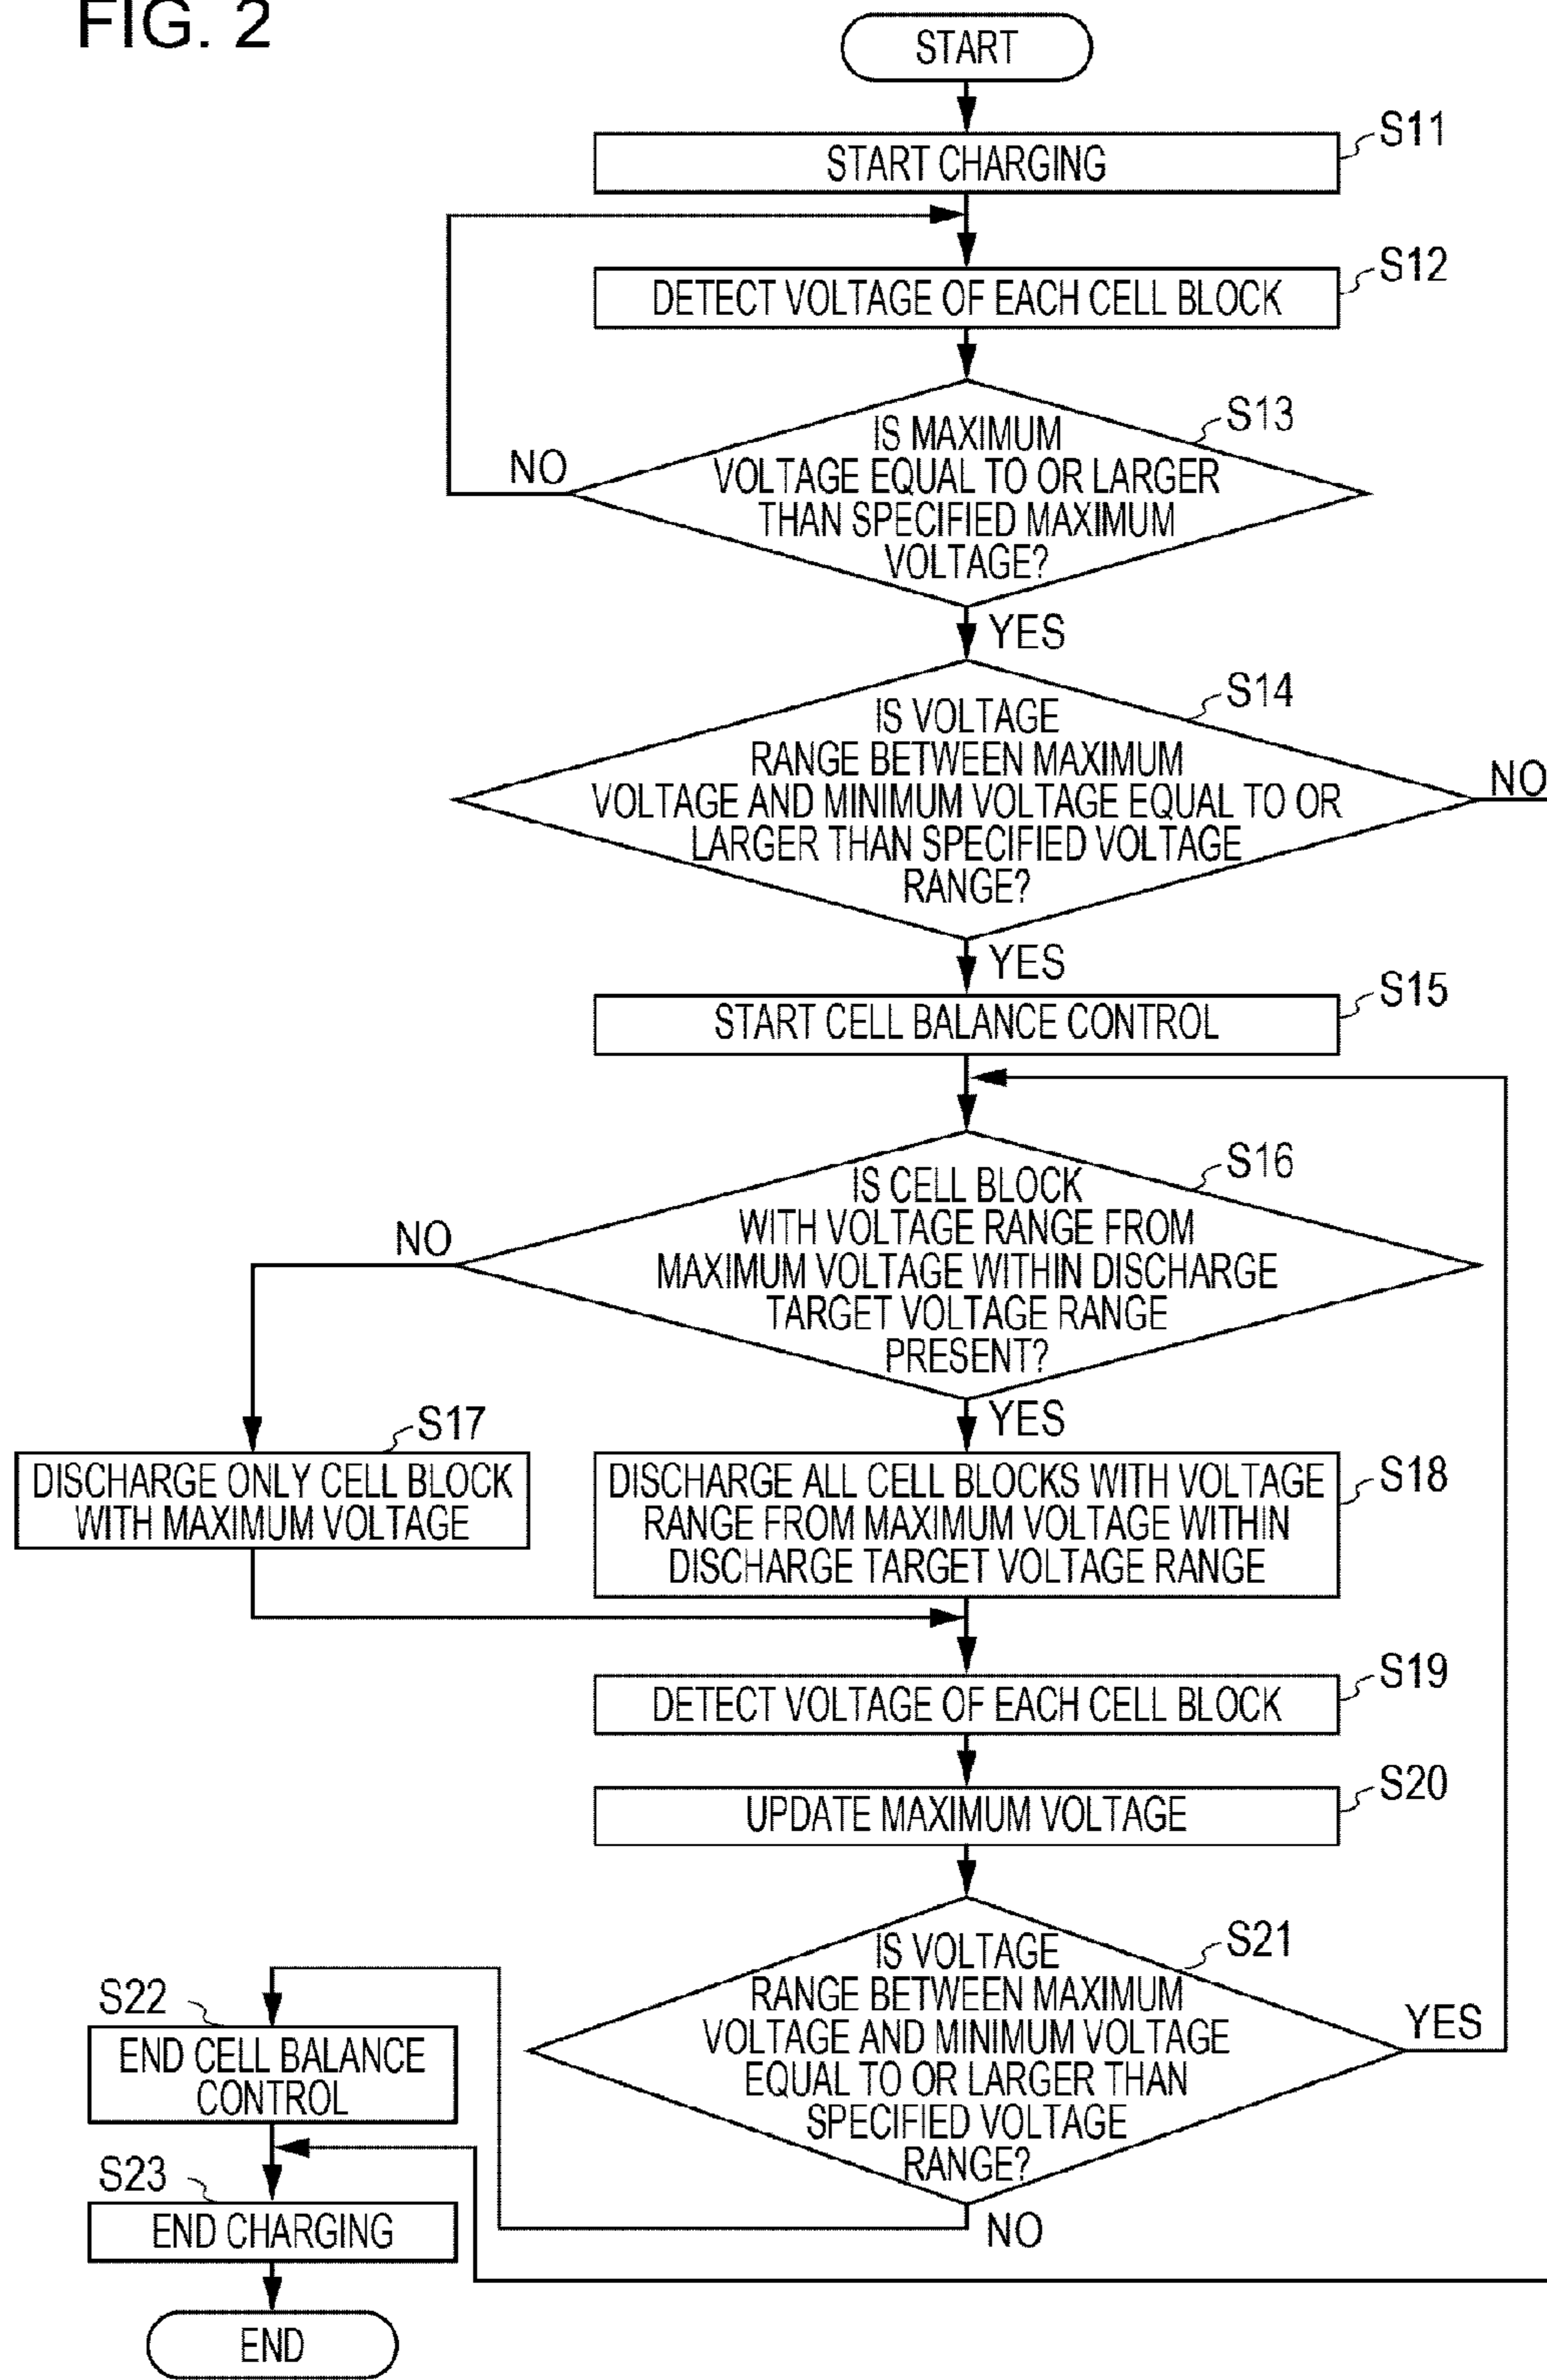 FIG. 2
START
START CHARGING
S11
DETECT VOLTAGE OF EACH CELL BLOCK
S12
IS MAXIMUM
VOLTAGE EQUAL TO OR LARGER
THAN SPECIFIED MAXIMUM
VOLTAGE?
S13
NO
YES
IS VOLTAGE
RANGE BETWEEN MAXIMUM
VOLTAGE AND MINIMUM VOLTAGE EQUAL TO OR
LARGER THAN SPECIFIED VOLTAGE
RANGE?
S14
NO
YES
START CELL BALANCE CONTROL
S15
IS CELL BLOCK
WITH VOLTAGE RANGE FROM
MAXIMUM VOLTAGE WITHIN DISCHARGE
TARGET VOLTAGE RANGE
PRESENT?
S16
NO
YES
S17
DISCHARGE ONLY CELL BLOCK
WITH MAXIMUM VOLTAGE
DISCHARGE ALL CELL BLOCKS WITH VOLTAGE
RANGE FROM MAXIMUM VOLTAGE WITHIN
DISCHARGE TARGET VOLTAGE RANGE
S18
DETECT VOLTAGE OF EACH CELL BLOCK
S19
UPDATE MAXIMUM VOLTAGE
S20
IS VOLTAGE
RANGE BETWEEN MAXIMUM
VOLTAGE AND MINIMUM VOLTAGE
EQUAL TO OR LARGER THAN
SPECIFIED VOLTAGE
RANGE?
S21
YES
NO
S22
END CELL BALANCE
CONTROL
S23
END CHARGING
END